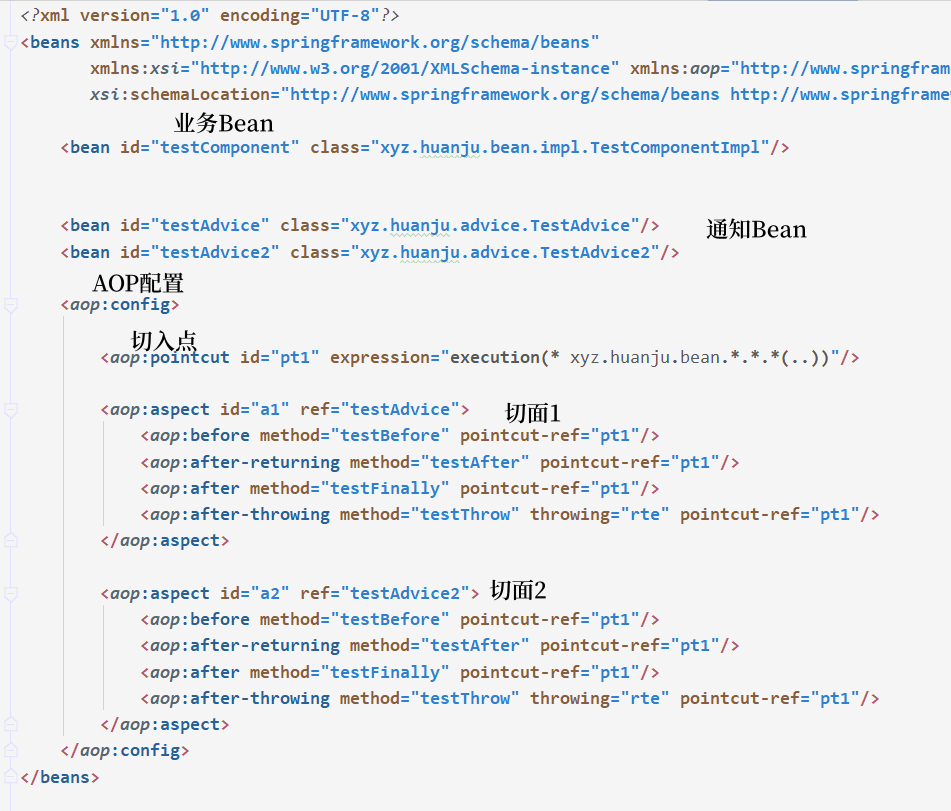 <?xml version="1.0" encoding="UTF-8"?>
<beans xmlns="http://www.springframework.org/schema/beans"
xmlns:xsi="http://www.w3.org/2001/XMLSchema-instance" xmlns:aop="http://www.springfram
xsi:schemaLocation="http://www.springframework.org/schema/beans http://www.springframew
业务Bean
<bean id="testComponent" class="xyz.huanju.bean.impl.TestComponentImpl"/>
<bean id="testAdvice" class="xyz.huanju.advice.TestAdvice"/> 通知Bean
<bean id="testAdvice2" class="xyz.huanju.advice.TestAdvice2"/>
AOP配置
<aop:config>
切入点
<aop:pointcut id="pt1" expression="execution(* xyz.huanju.bean.*.*.*(..))"/>
<aop:aspect id="a1" ref="testAdvice"> 切面1
<aop:before method="testBefore" pointcut-ref="pt1"/>
<aop:after-returning method="testAfter" pointcut-ref="pt1"/>
<aop:after method="testFinally" pointcut-ref="pt1"/>
<aop:after-throwing method="testThrow" throwing="rte" pointcut-ref="pt1"/>
</aop:aspect>
<aop:aspect id="a2" ref="testAdvice2"> 切面2
<aop:before method="testBefore" pointcut-ref="pt1"/>
<aop:after-returning method="testAfter" pointcut-ref="pt1"/>
<aop:after method="testFinally" pointcut-ref="pt1"/>
<aop:after-throwing method="testThrow" throwing="rte" pointcut-ref="pt1"/>
</aop:aspect>
</aop:config>
</beans>